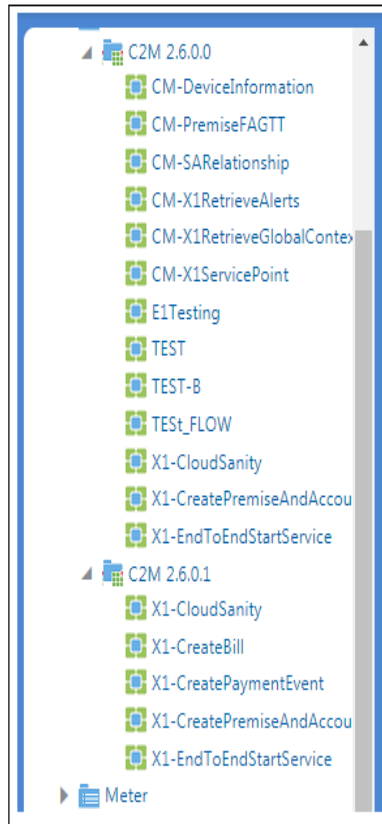 C2M 2.6.0.0
CM-DeviceInformation
CM-PremiseFAGTT
CM-SARelationship
CM-X1RetrieveAlerts
CM-X1RetrieveGlobalContex
CM-X1ServicePoint
E1Testing
TEST
TEST-B
TESt_FLOW
X1-CloudSanity
X1-CreatePremiseAndAccou
X1-EndToEndStartService
C2M 2.6.0.1
X1-CloudSanity
X1-CreateBill
X1-CreatePaymentEvent
X1-CreatePremiseAndAccou
X1-EndToEndStartService
Meter